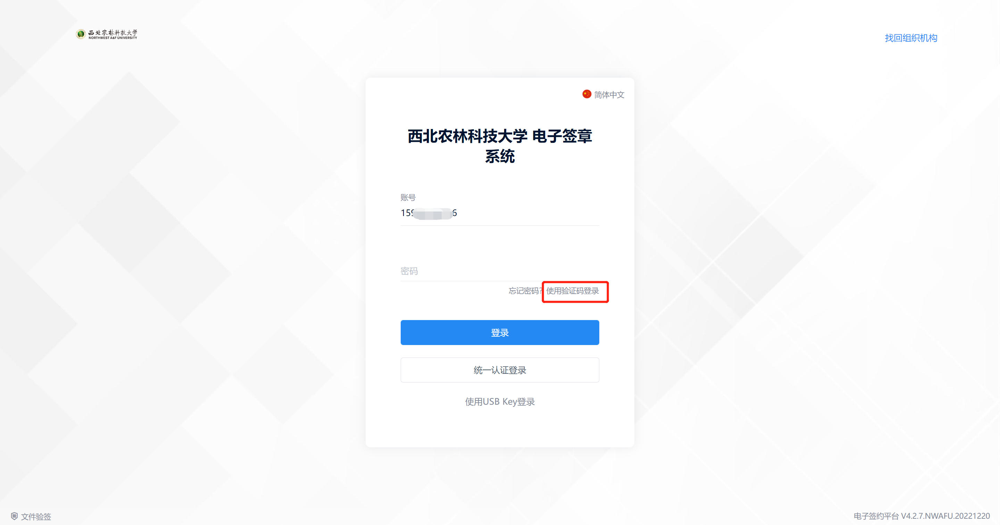 西北农林科技大学
NORTHWEST A&F UNIVERSITY
找回组织机构
简体中文
西北农林科技大学 电子签章
系统
账号
159 6
密码
忘记密码? 使用验证码登录
登录
统一认证登录
使用USB Key登录
文件验签
电子签约平台 V4.2.7.NWAFU.20221220